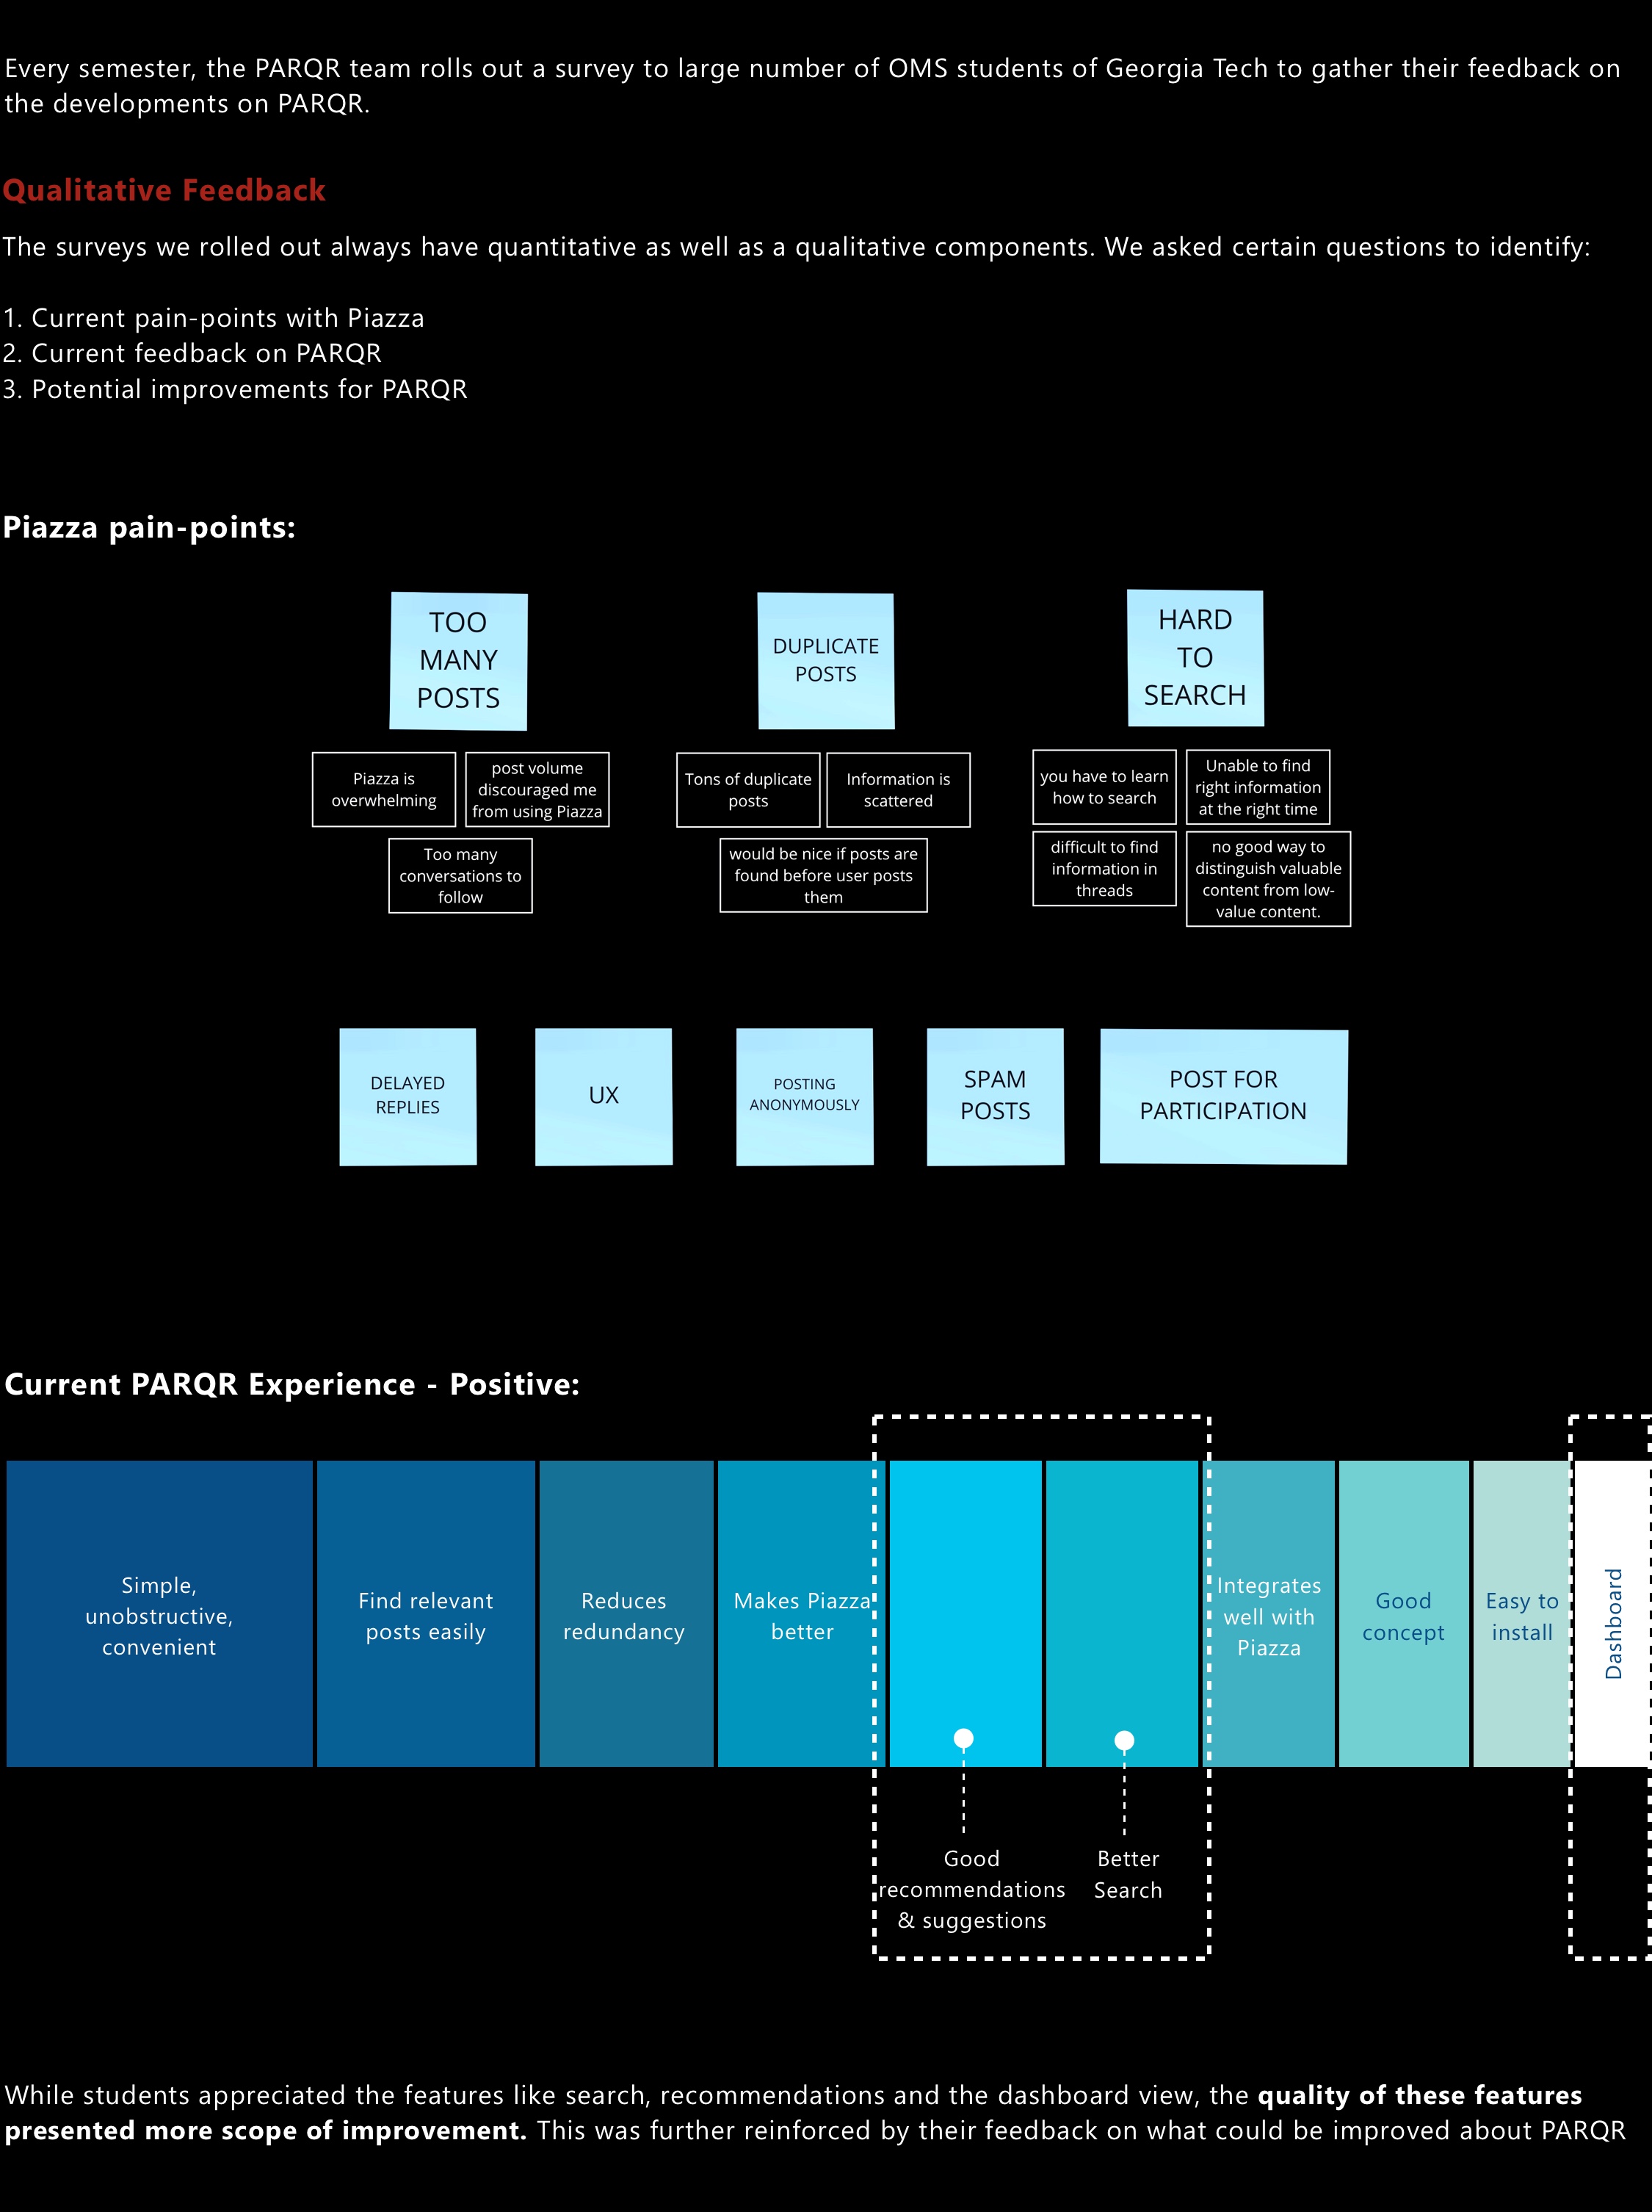 Every semester, the PARQR team rolls out a survey to large number of OMS students of Georgia Tech to gather their feedback on
the developments on PARQR.
Qualitative Feedback
The surveys we rolled out always have quantitative as well as a qualitative components. We asked certain questions to identify:
1. Current pain-points with Piazza
2. Current feedback on PARQR
3. Potential improvements for PARQR
Piazza pain-points:
TOO
MANY
POSTS
Piazza is
overwhelming
post volume
discouraged me
from using Piazza
Too many
conversations to
follow
DUPLICATE
POSTS
Tons of duplicate
posts
Information is
scattered
would be nice if posts are
found before user posts
them
HARD
TO
SEARCH
you have to learn
how to search
Unable to find
right information
at the right time
difficult to find
information in
threads
no good way to
distinguish valuable
content from low-
value content.
DELAYED
REPLIES
UX
POSTING
ANONYMOUSLY
SPAM
POSTS
POST FOR
PARTICIPATION
Current PARQR Experience - Positive:
Simple,
unobstructive,
convenient
Find relevant
posts easily
Reduces
redundancy
Makes Piazza
better
Good
recommendations
& suggestions
Better
Search
Integrates
well with
Piazza
Good
concept
Easy to
install
Dashboard
While students appreciated the features like search, recommendations and the dashboard view, the quality of these features
presented more scope of improvement. This was further reinforced by their feedback on what could be improved about PARQR